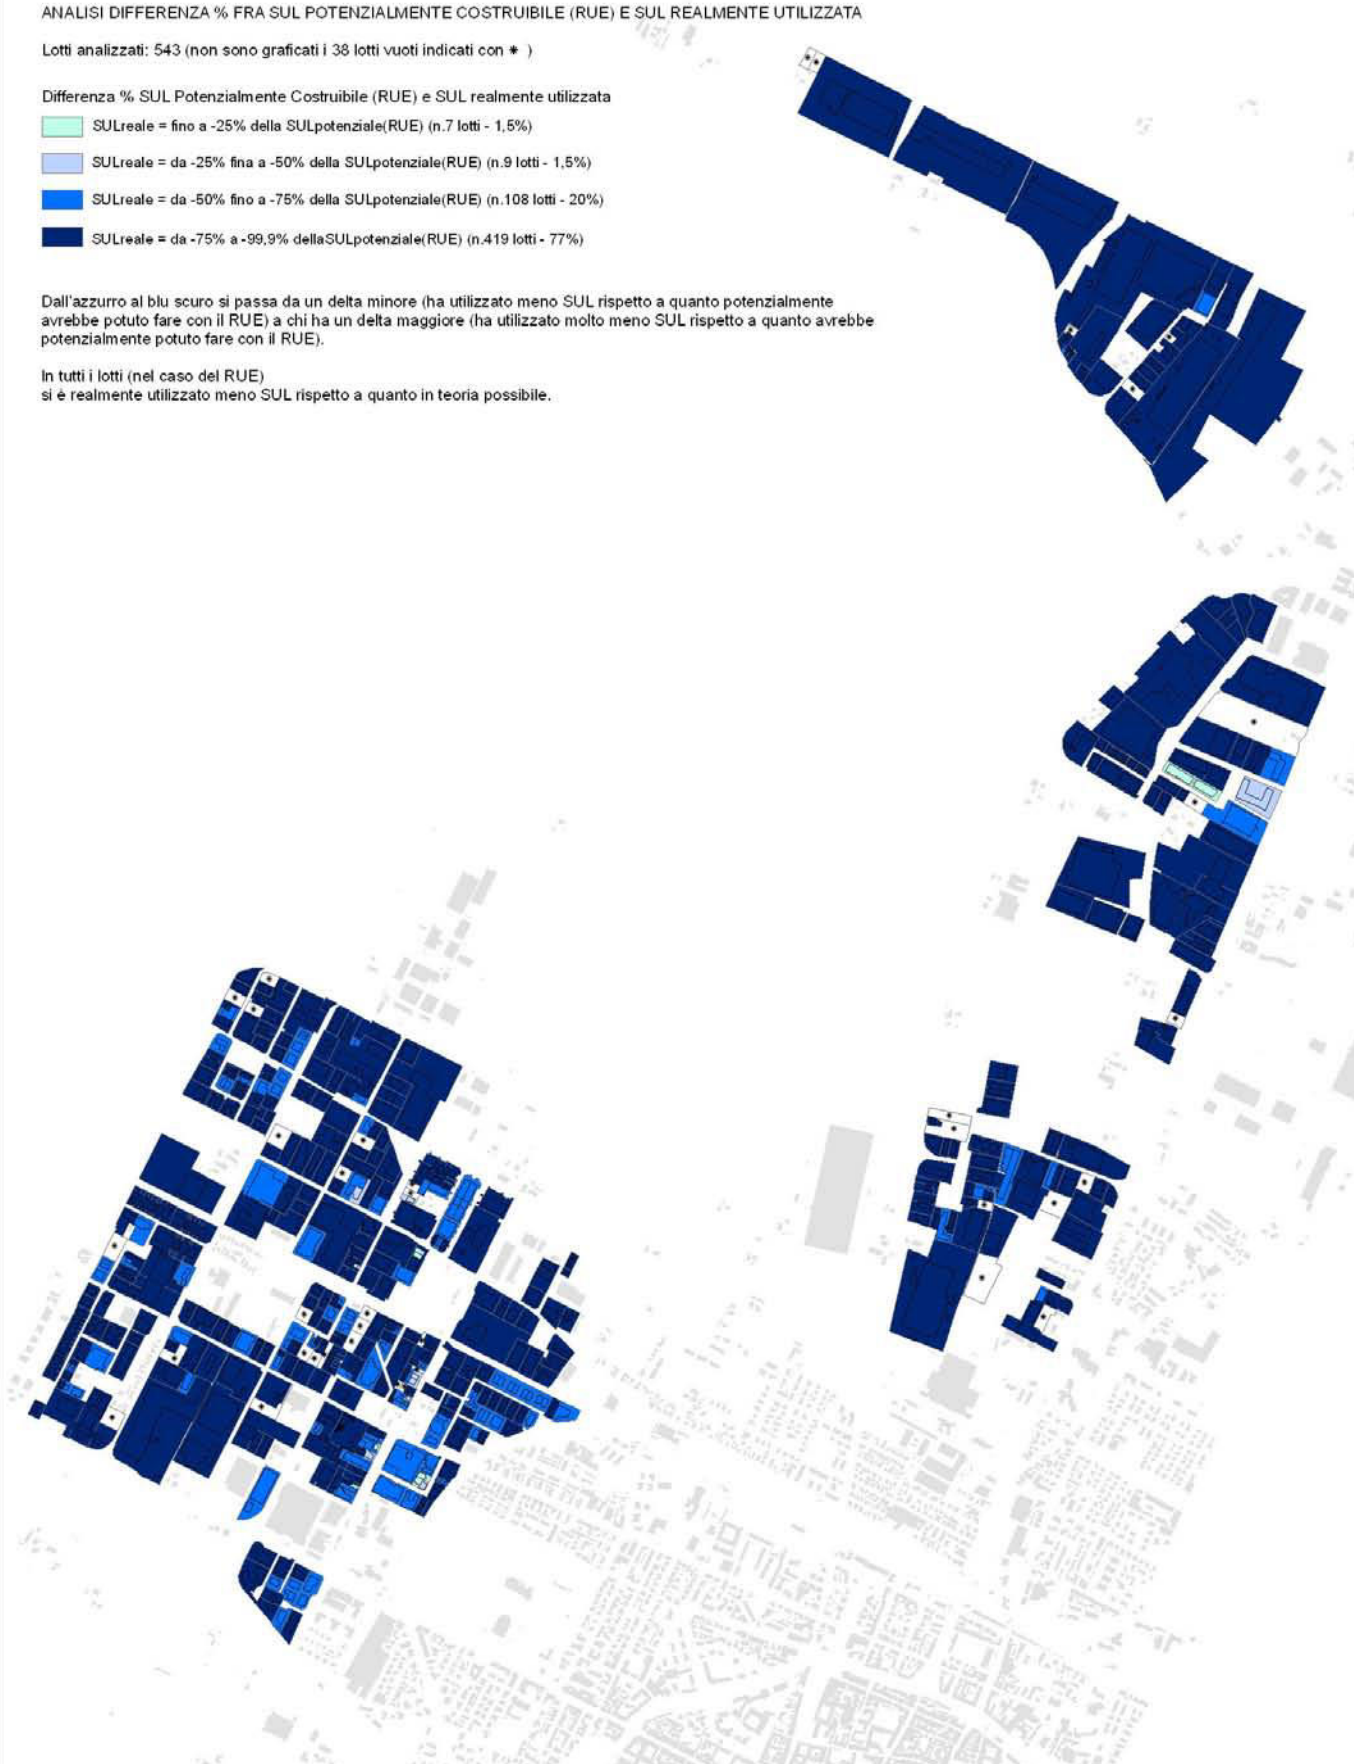 ANALISI DIFFERENZA % FRA SUL POTENZIALMENTE COSTRUIBILE (RUE) E SUL REALMENTE UTILIZZATA
Lotti analizzati: 543 (non sono graficati i 38 lotti vuoti indicati con * )
Differenza % SUL Potenzialmente Costruibile (RUE) e SUL realmente utilizzata
SULreale = fino a -25% della SULpotenziale(RUE) (n.7 lotti - 1,5%)
SULreale = da -25% fina a -50% della SULpotenziale(RUE) (n.9 lotti - 1,5%)
SULreale = da -50% fino a -75% della SULpotenziale(RUE) (n.108 lotti - 20%)
SULreale = da -75% a -99,9% dellaSULpotenziale(RUE) (n.419 lotti - 77%)
Dall'azzurro al blu scuro si passa da un delta minore (ha utilizzato meno SUL rispetto a quanto potenzialmente
avrebbe potuto fare con il RUE) a chi ha un delta maggiore (ha utilizzato molto meno SUL rispetto a quanto avrebbe
potenzialmente potuto fare con il RUE).
In tutti i lotti (nel caso del RUE)
si è realmente utilizzato meno SUL rispetto a quanto in teoria possibile.